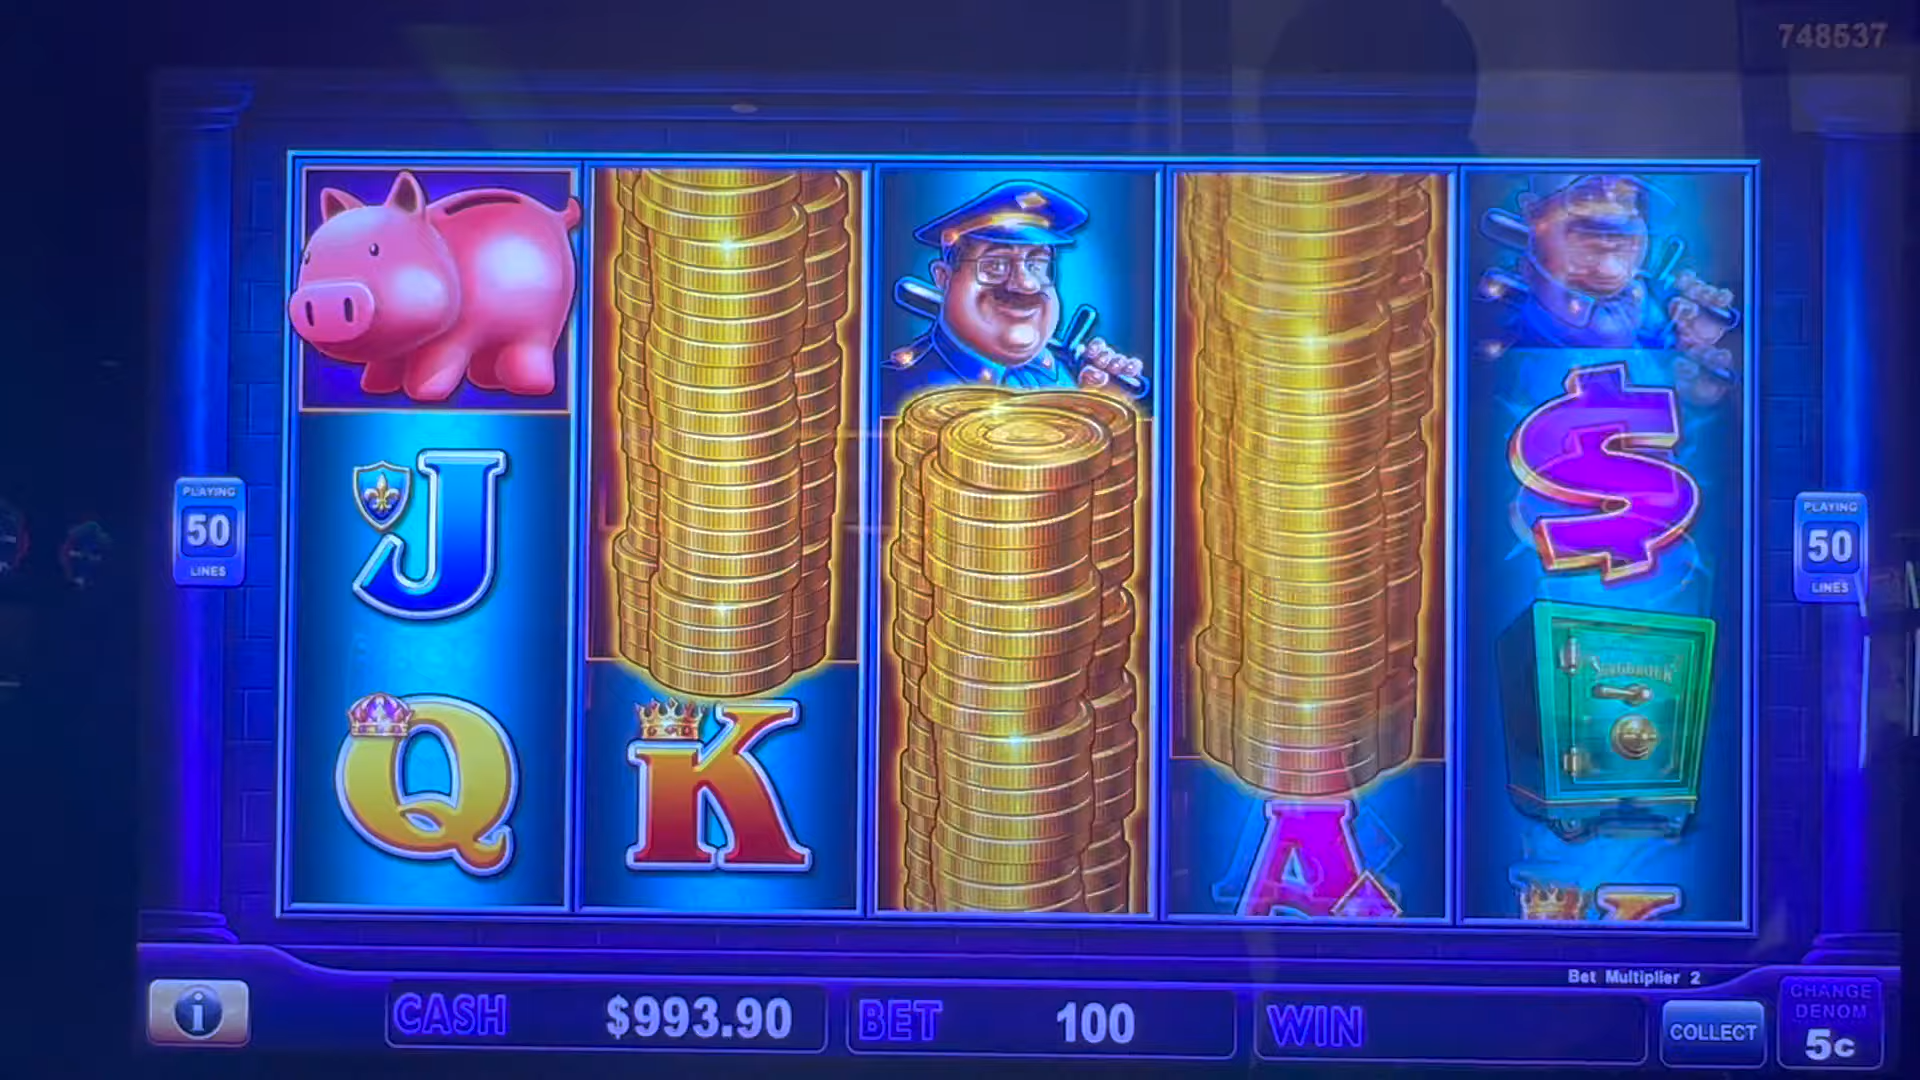 748537
PLAYING
50
LINES
PLAYING
50
LINES
J
Q
K
A
$
Bet Multiplier 2
CASH $993.90
BET 100
WIN
COLLECT
CHANGE
DENOM
5¢